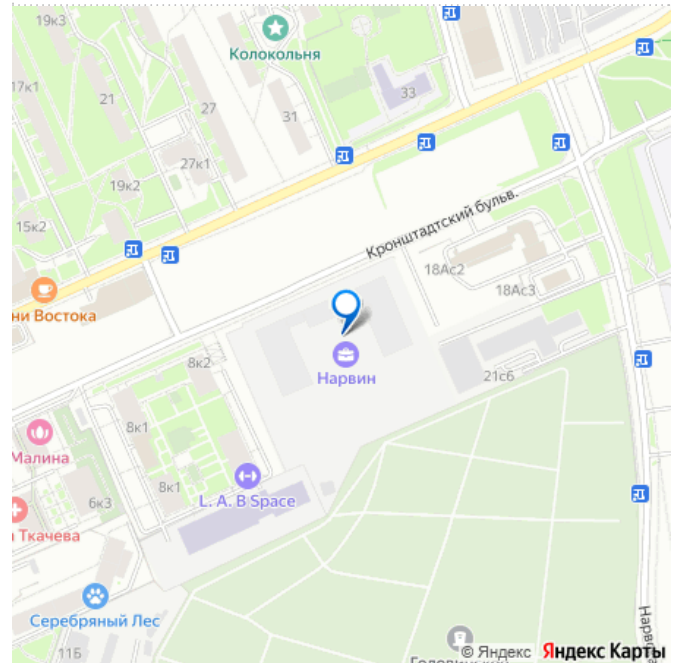 19к3
Колокольня
17к1
21
27
33
31
27к1
19к2
15к2
Кронштадтский бульв.
18Ас2
18Ас3
ни Востока
8к2
Нарвин
21с6
8к1
Малина
8к1
L. A. B Space
6к3
Ткачева
Серебряный Лес
11Б
© Яндекс Яндекс Карты